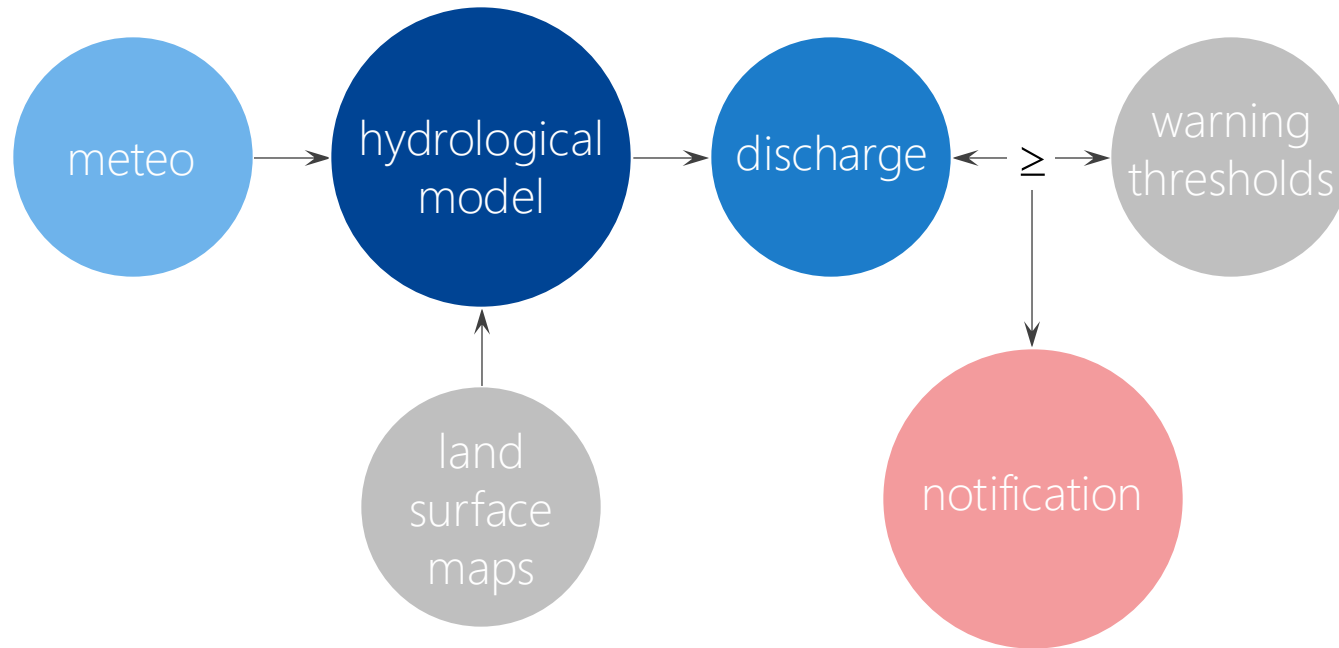 meteo
hydrological
model
discharge
≥
warning
thresholds
land
surface
maps
notification